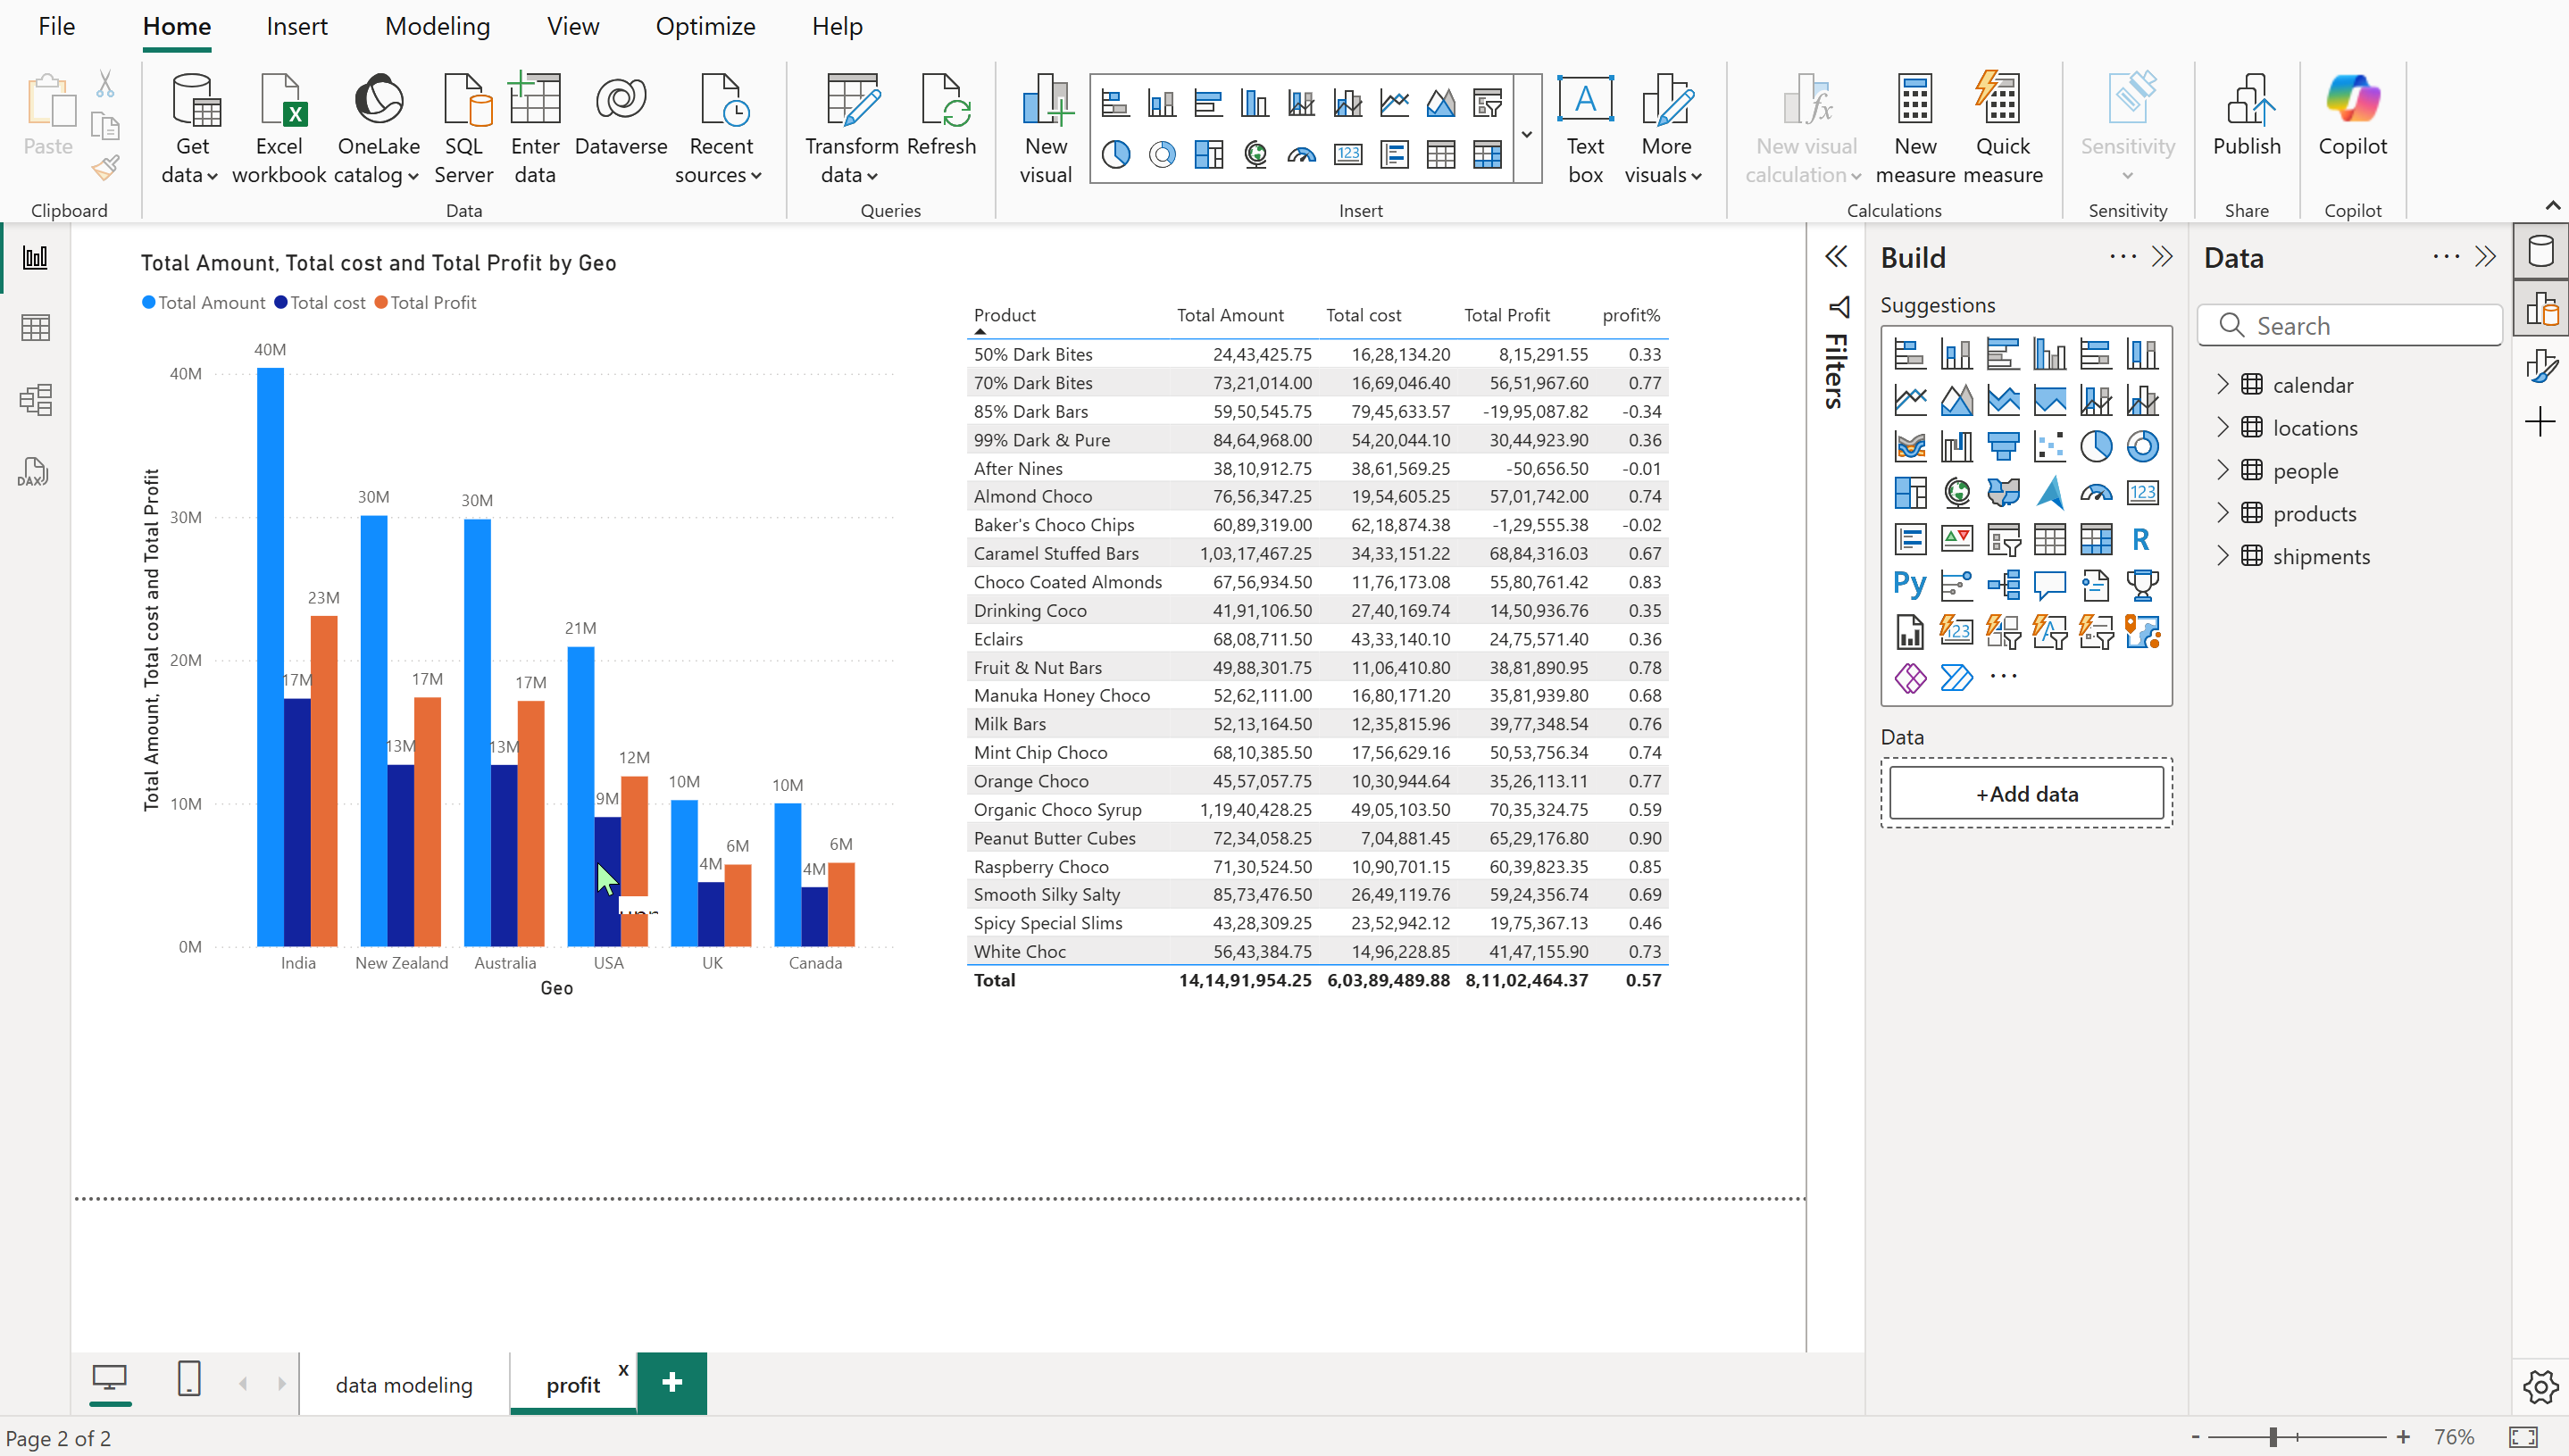 File Home Insert Modeling View Optimize Help
Paste
Clipboard
Get data
Excel workbook
OneLake catalog
SQL Server
Enter data
Dataverse
Recent sources
Data
Transform data
Refresh
Queries
New visual
Text box
More visuals
Insert
New visual calculation
New measure
Quick measure
Calculations
Sensitivity
Sensitivity
Publish
Share
Copilot
Copilot
Total Amount, Total cost and Total Profit by Geo
Total Amount Total cost Total Profit
Total Amount, Total cost and Total Profit
40M
30M
20M
10M
0M
40M 17M 23M
30M 13M 17M
30M 13M 17M
21M 9M 12M
10M 4M 6M
10M 4M 6M
India New Zealand Australia USA UK Canada
Geo
Product Total Amount Total cost Total Profit profit%
50% Dark Bites 24,43,425.75 16,28,134.20 8,15,291.55 0.33
70% Dark Bites 73,21,014.00 16,69,046.40 56,51,967.60 0.77
85% Dark Bars 59,50,545.75 79,45,633.57 -19,95,087.82 -0.34
99% Dark & Pure 84,64,968.00 54,20,044.10 30,44,923.90 0.36
After Nines 38,10,912.75 38,61,569.25 -50,656.50 -0.01
Almond Choco 76,56,347.25 19,54,605.25 57,01,742.00 0.74
Baker's Choco Chips 60,89,319.00 62,18,874.38 -1,29,555.38 -0.02
Caramel Stuffed Bars 1,03,17,467.25 34,33,151.22 68,84,316.03 0.67
Choco Coated Almonds 67,56,934.50 11,76,173.08 55,80,761.42 0.83
Drinking Coco 41,91,106.50 27,40,169.74 14,50,936.76 0.35
Eclairs 68,08,711.50 43,33,140.10 24,75,571.40 0.36
Fruit & Nut Bars 49,88,301.75 11,06,410.80 38,81,890.95 0.78
Manuka Honey Choco 52,62,111.00 16,80,171.20 35,81,939.80 0.68
Milk Bars 52,13,164.50 12,35,815.96 39,77,348.54 0.76
Mint Chip Choco 68,10,385.50 17,56,629.16 50,53,756.34 0.74
Orange Choco 45,57,057.75 10,30,944.64 35,26,113.11 0.77
Organic Choco Syrup 1,19,40,428.25 49,05,103.50 70,35,324.75 0.59
Peanut Butter Cubes 72,34,058.25 7,04,881.45 65,29,176.80 0.90
Raspberry Choco 71,30,524.50 10,90,701.15 60,39,823.35 0.85
Smooth Silky Salty 85,73,476.50 26,49,119.76 59,24,356.74 0.69
Spicy Special Slims 43,28,309.25 23,52,942.12 19,75,367.13 0.46
White Choc 56,43,384.75 14,96,228.85 41,47,155.90 0.73
Total 14,14,91,954.25 6,03,89,489.88 8,11,02,464.37 0.57
Filters
Build
Suggestions
123
R
Py
123
Data
+Add data
Data
Search
calendar
locations
people
products
shipments
DAX
data modeling
profit x
+
Page 2 of 2
- + 76%